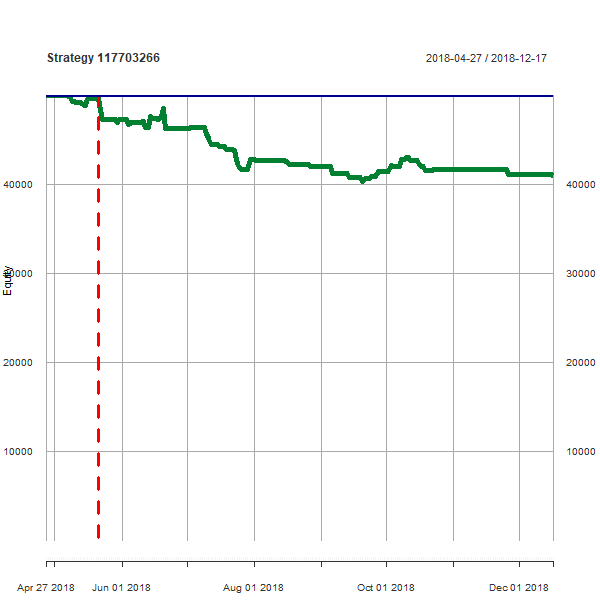 Strategy 117703266
2018-04-27 / 2018-12-17
40000
40000
Equity
30000
30000
20000
20000
10000
10000
Apr 27 2018
Jun 01 2018
Aug 01 2018
Oct 01 2018
Dec 01 2018